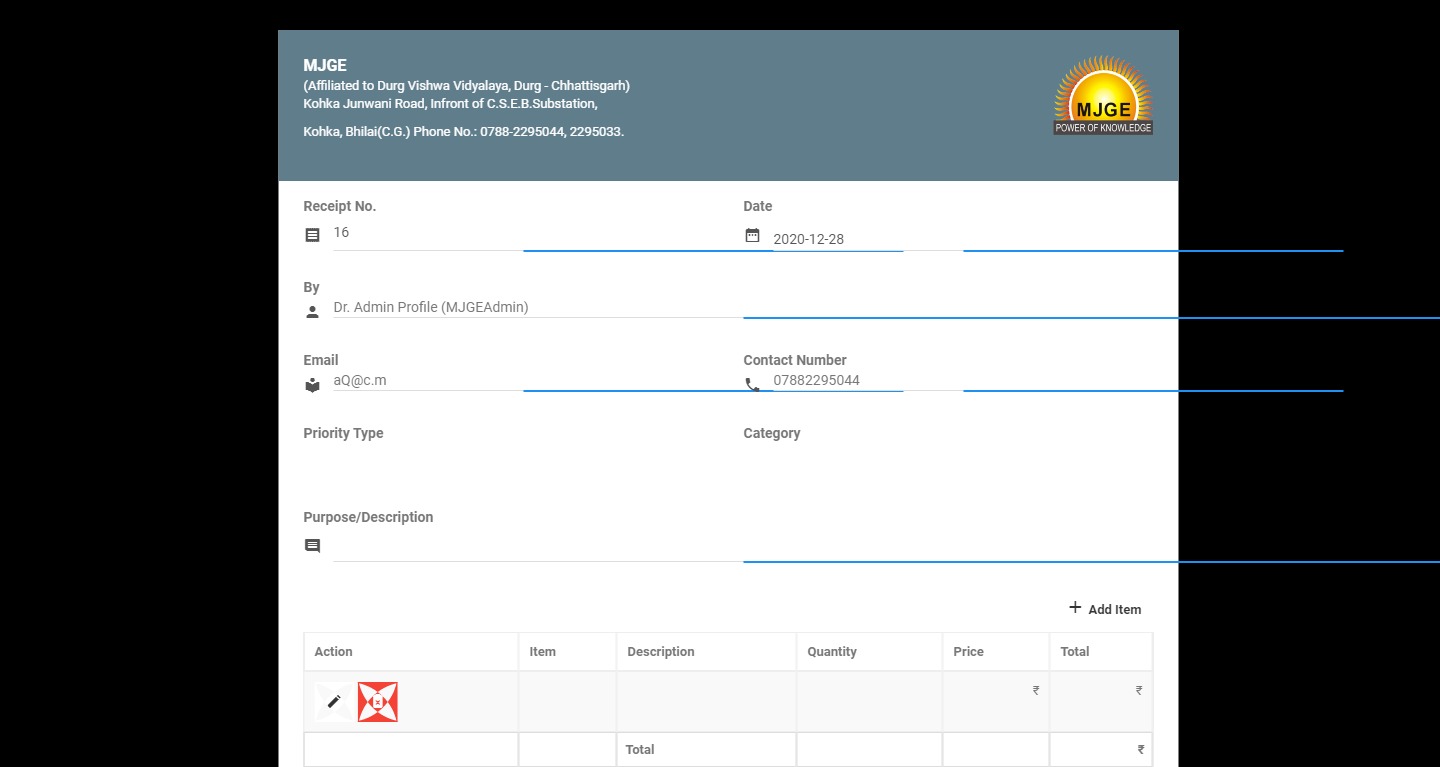 MJGE
(Affiliated to Durg Vishwa Vidyalaya, Durg - Chhattisgarh)
Kohka Junwani Road, Infront of C.S.E.B.Substation,
Kohka, Bhilai(C.G.) Phone No.: 0788-2295044, 2295033.
MJGE
POWER OF KNOWLEDGE
Receipt No.
16
Date
2020-12-28
By
Dr. Admin Profile (MJGEAdmin)
Email
aQ@c.m
Contact Number
07882295044
Priority Type
Category
Purpose/Description
Add Item
Action Item Description Quantity Price Total
₹ ₹
Total ₹